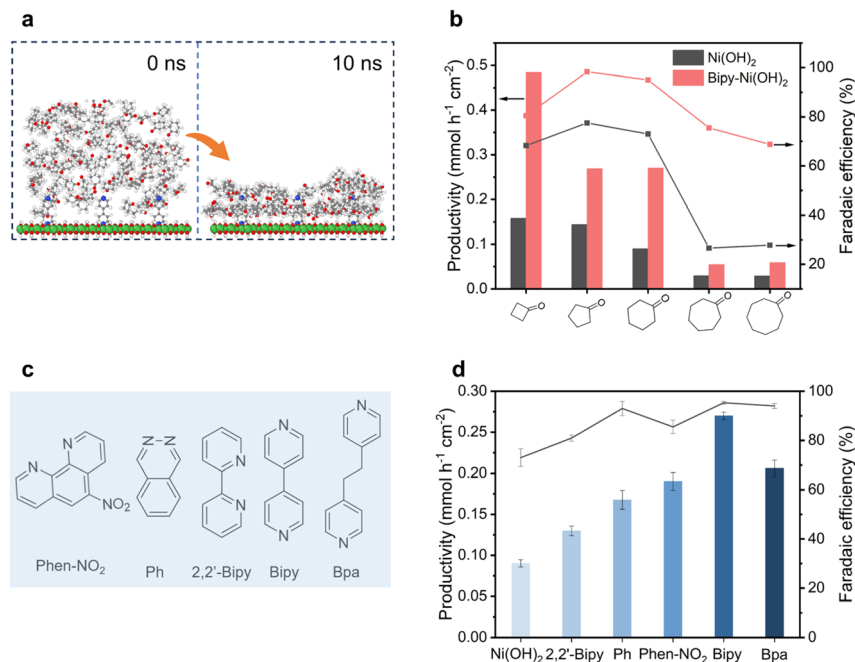 a
0 ns
10 ns
b
Productivity (mmol h-1 cm-2)
0.5
0.4
0.3
0.2
0.1
0.0
Ni(OH)2
Bipy-Ni(OH)2
100
80
60
40
20
Faradaic efficiency (%)
O
O
O
O
O
c
N
N
NO2
Phen-NO2
N
N
Ph
N
N
2,2'-Bipy
N
N
Bipy
N
N
Bpa
d
Productivity (mmol h-1 cm-2)
0.30
0.25
0.20
0.15
0.10
0.05
0.00
100
80
60
40
20
0
Faradaic efficiency (%)
Ni(OH)2
2,2'-Bipy
Ph
Phen-NO2
Bipy
Bpa